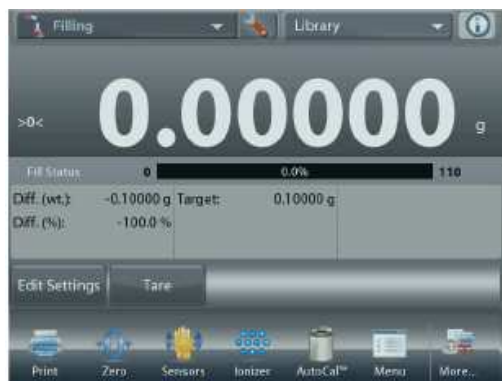 Filling Library
>0< 0.00000 g
Fill Status 0 0.0% 110
Diff. (wt.): -0.10000 g Target: 0.10000 g
Diff. (%): -100.0 %
Edit Settings Tare
Print Zero Sensors Ionizer AutoCal™ Menu More...